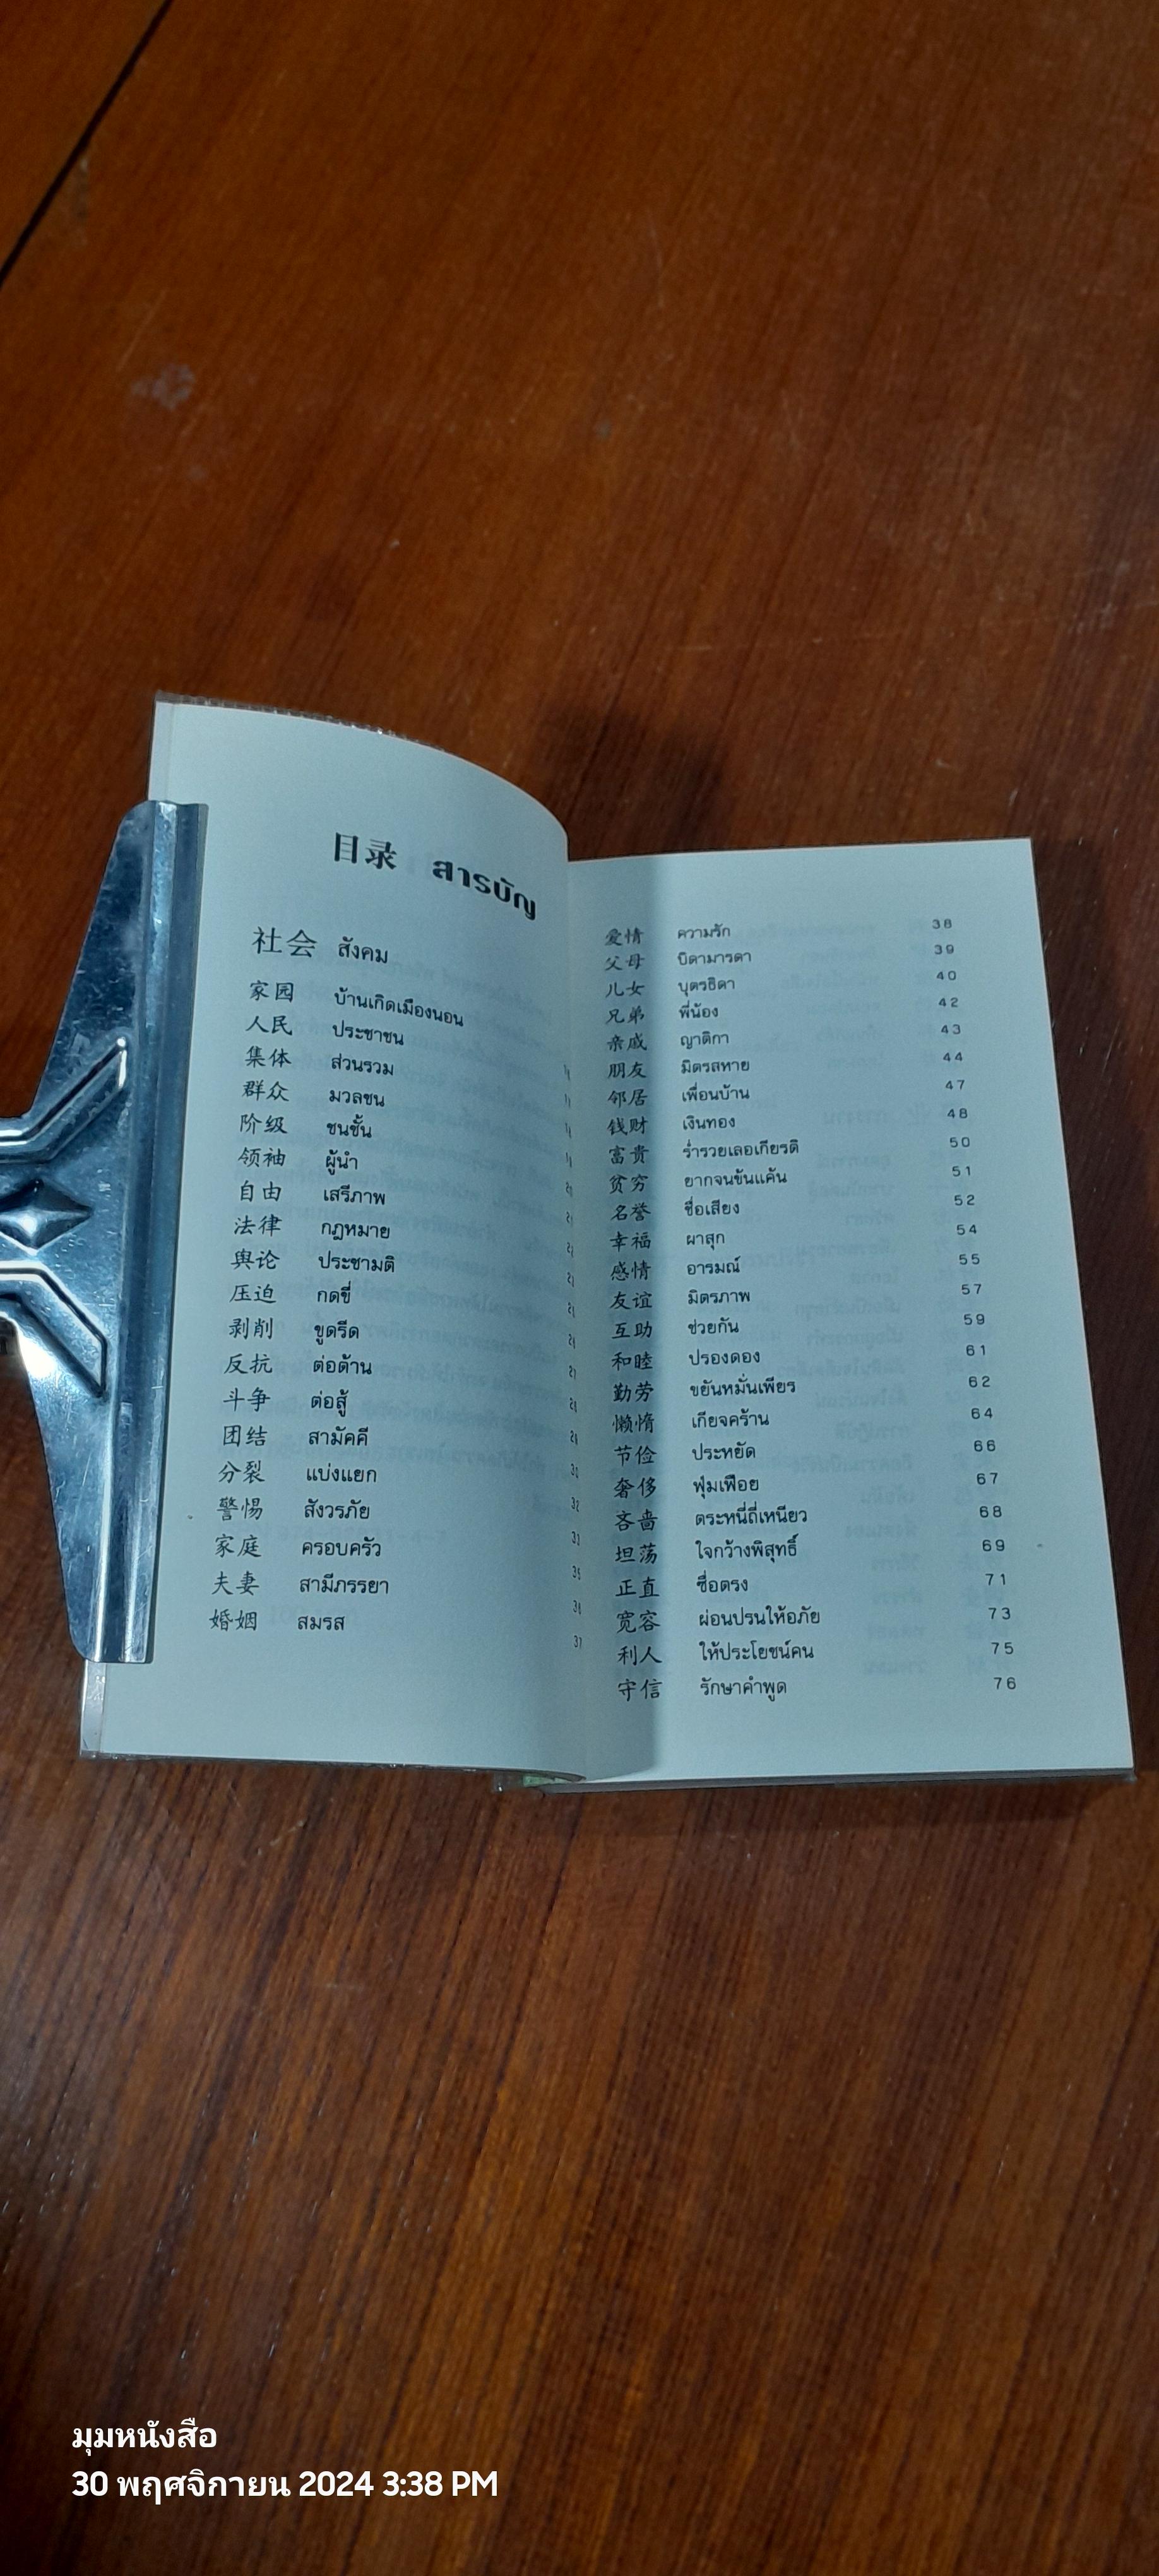 目录 สารบัญ
社会 สังคม
家园 บ้านเกิดเมืองนอน
人民 ประชาชน
集体 ส่วนรวม
群众 มวลชน
阶级 ชนชั้น
领袖 ผู้นำ
自由 เสรีภาพ
法律 กฎหมาย
舆论 ประชามติ
压迫 กดขี่
剥削 ขูดรีด
反抗 ต่อต้าน
斗争 ต่อสู้
团结 สามัคคี
分裂 แบ่งแยก 30
警惕 สังวรภัย 32
家庭 ครอบครัว 33
夫妻 สามีภรรยา
婚姻 สมรส 37
爱情 ความรัก 38
父母 บิดามารดา 39
儿女 บุตรธิดา 40
兄弟 พี่น้อง 42
亲戚 ญาติกา 43
朋友 มิตรสหาย 44
邻居 เพื่อนบ้าน 47
钱财 เงินทอง 48
富贵 ร่ำรวยเลอเกียรติ 50
贫穷 ยากจนข้นแค้น 51
名誉 ชื่อเสียง 52
幸福 ผาสุก 54
感情 อารมณ์ 55
友谊 มิตรภาพ 57
互助 ช่วยกัน 59
和睦 ปรองดอง 61
勤劳 ขยันหมั่นเพียร 62
懒惰 เกียจคร้าน 64
节俭 ประหยัด 66
奢侈 ฟุ่มเฟือย 67
吝啬 ตระหนี่ถี่เหนียว 68
坦荡 ใจกว้างพิสุทธิ์ 69
正直 ซื่อตรง 71
宽容 ผ่อนปรนให้อภัย 73
利人 ให้ประโยชน์คน 75
守信 รักษาคำพูด 76
มุมหนังสือ
30 พฤศจิกายน 2024 3:38 PM